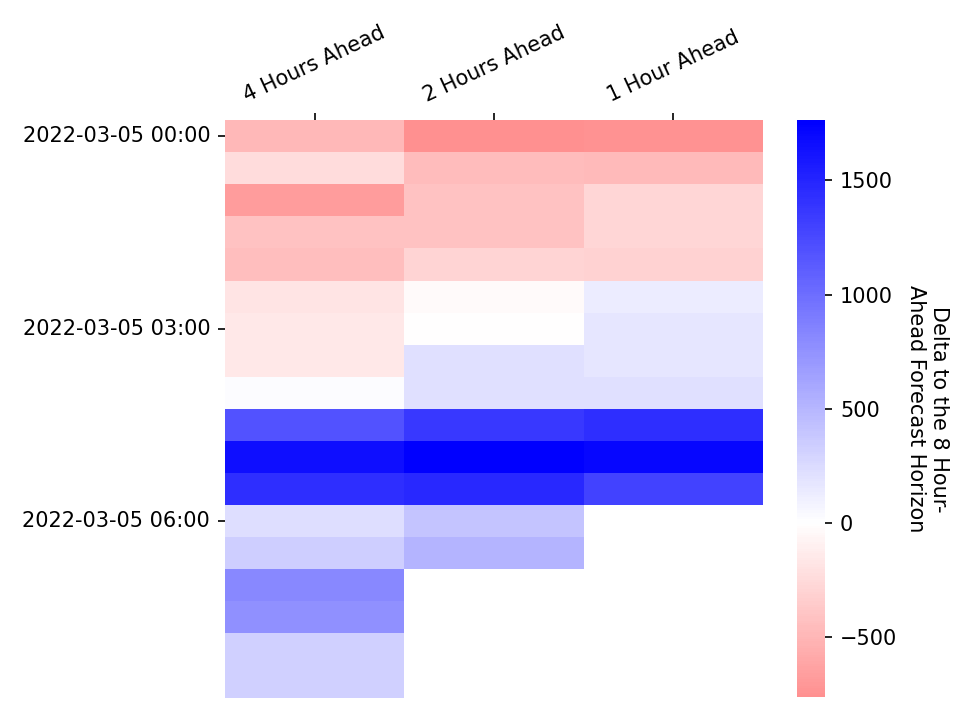 4 Hours Ahead
2 Hours Ahead
1 Hour Ahead
2022-03-05 00:00
2022-03-05 03:00
2022-03-05 06:00
1500
1000
500
0
−500
Delta to the 8 Hour-
Ahead Forecast Horizon